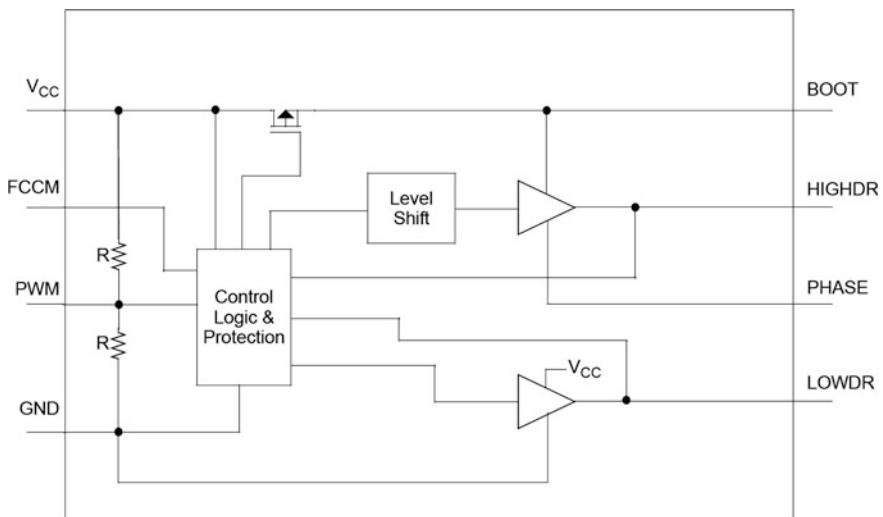 VCC
BOOT
FCCM
Level
Shift
HIGHDR
R
PWM
Control
Logic &
Protection
PHASE
R
VCC
LOWDR
GND